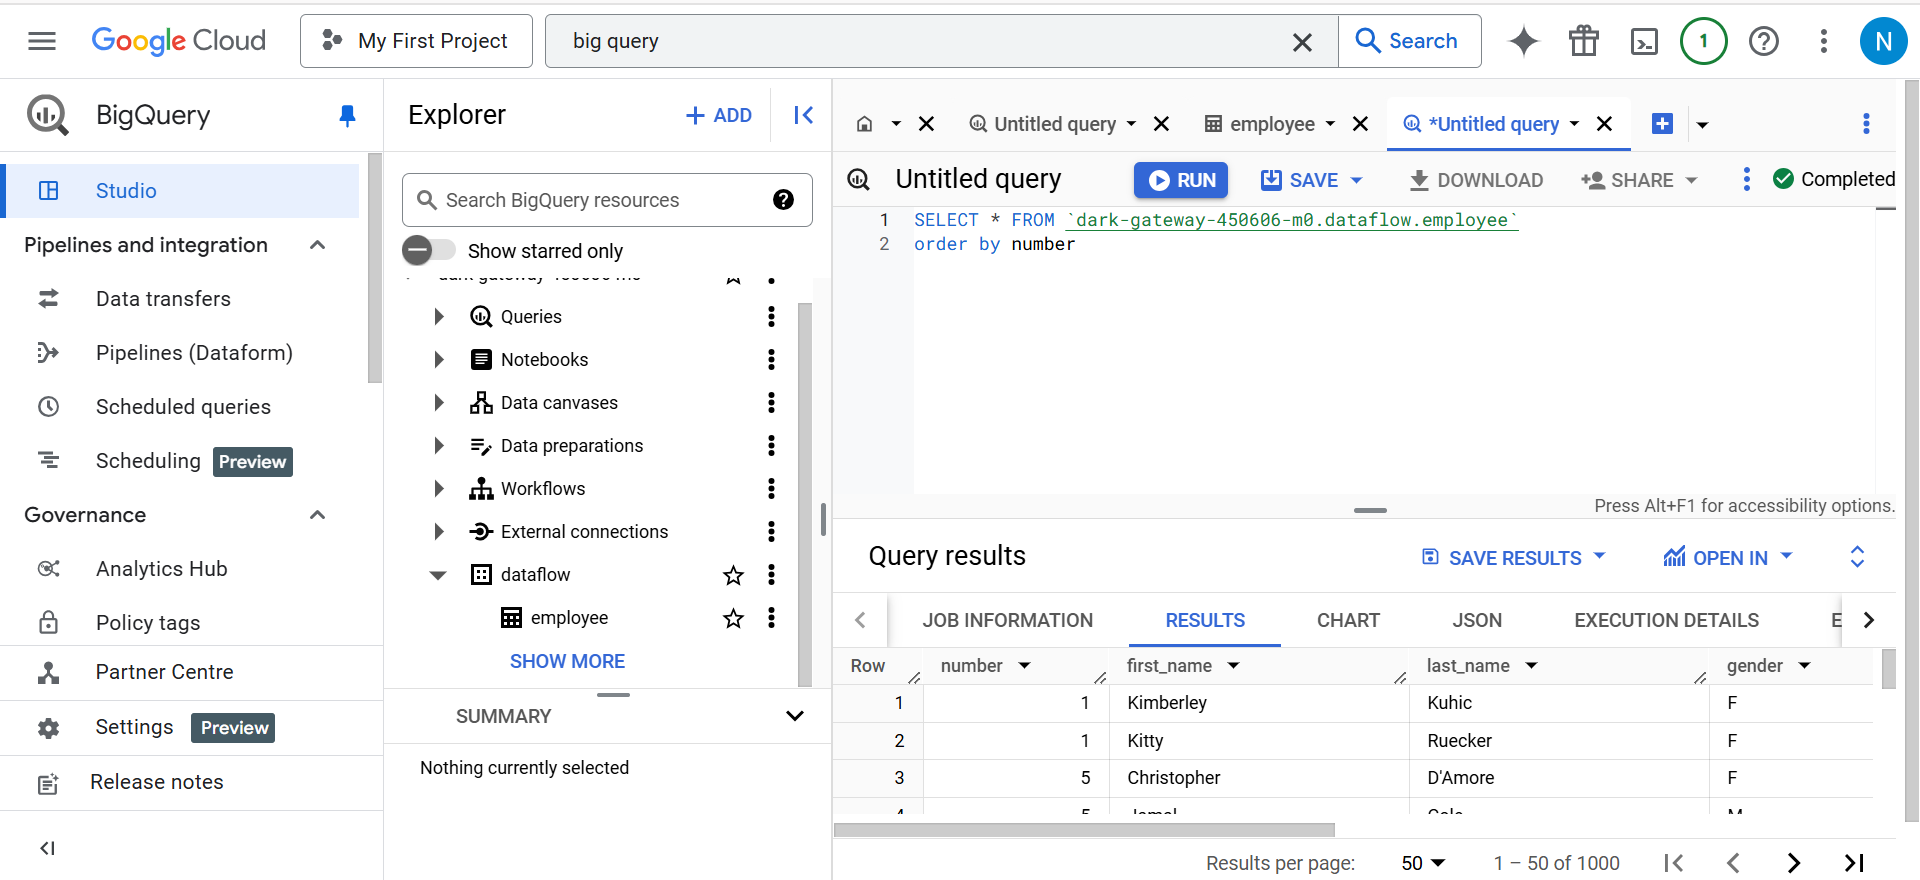 Google Cloud
My First Project
big query
Search
1
N
BigQuery
Studio
Pipelines and integration
Data transfers
Pipelines (Dataform)
Scheduled queries
Scheduling Preview
Governance
Analytics Hub
Policy tags
Partner Centre
Settings Preview
Release notes
Explorer
ADD
Search BigQuery resources
Show starred only
Queries
Notebooks
Data canvases
Data preparations
Workflows
External connections
dataflow
employee
SHOW MORE
SUMMARY
Nothing currently selected
Untitled query
employee
*Untitled query
Untitled query
RUN
SAVE
DOWNLOAD
SHARE
Completed
1 SELECT * FROM `dark-gateway-450606-m0.dataflow.employee`
2 order by number
Press Alt+F1 for accessibility options.
Query results
SAVE RESULTS
OPEN IN
JOB INFORMATION RESULTS CHART JSON EXECUTION DETAILS E
Row number first_name last_name gender
1 1 Kimberley Kuhic F
2 1 Kitty Ruecker F
3 5 Christopher D'Amore F
Results per page: 50 1 – 50 of 1000